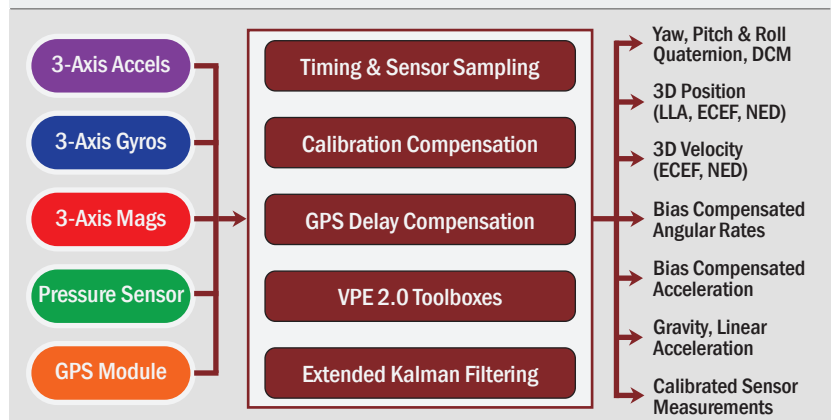 3-Axis Accels
3-Axis Gyros
3-Axis Mags
Pressure Sensor
GPS Module
Timing & Sensor Sampling
Calibration Compensation
GPS Delay Compensation
VPE 2.0 Toolboxes
Extended Kalman Filtering
Yaw, Pitch & Roll
Quaternion, DCM
3D Position
(LLA, ECEF, NED)
3D Velocity
(ECEF, NED)
Bias Compensated
Angular Rates
Bias Compensated
Acceleration
Gravity, Linear
Acceleration
Calibrated Sensor
Measurements